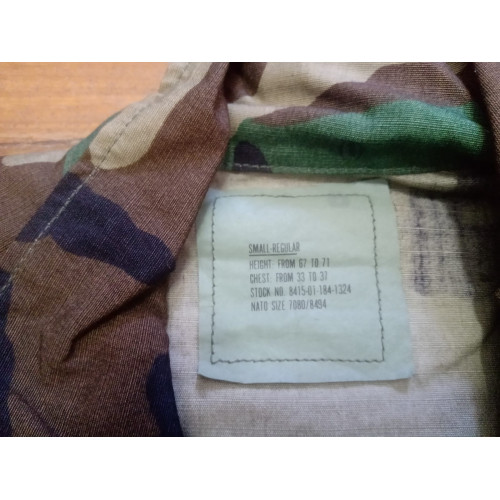 SMALL-REGULAR
HEIGHT: FROM 67 TO 71
CHEST: FROM 33 TO 37
STOCK NO. 8415-01-184-1324
NATO SIZE 7080/8494